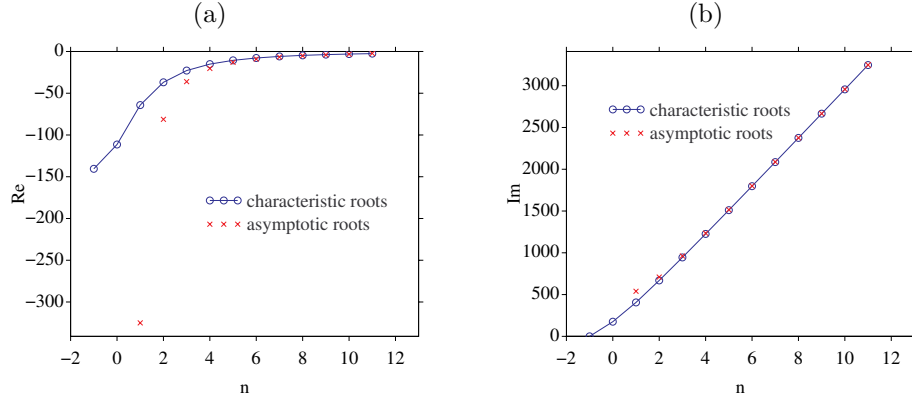 (a)
0
−50
−100
−150
−200
−250
−300
Re
characteristic roots
asymptotic roots
−2 0 2 4 6 8 10 12
n
(b)
3000
2500
2000
1500
1000
500
0
Im
characteristic roots
asymptotic roots
−2 0 2 4 6 8 10 12
n